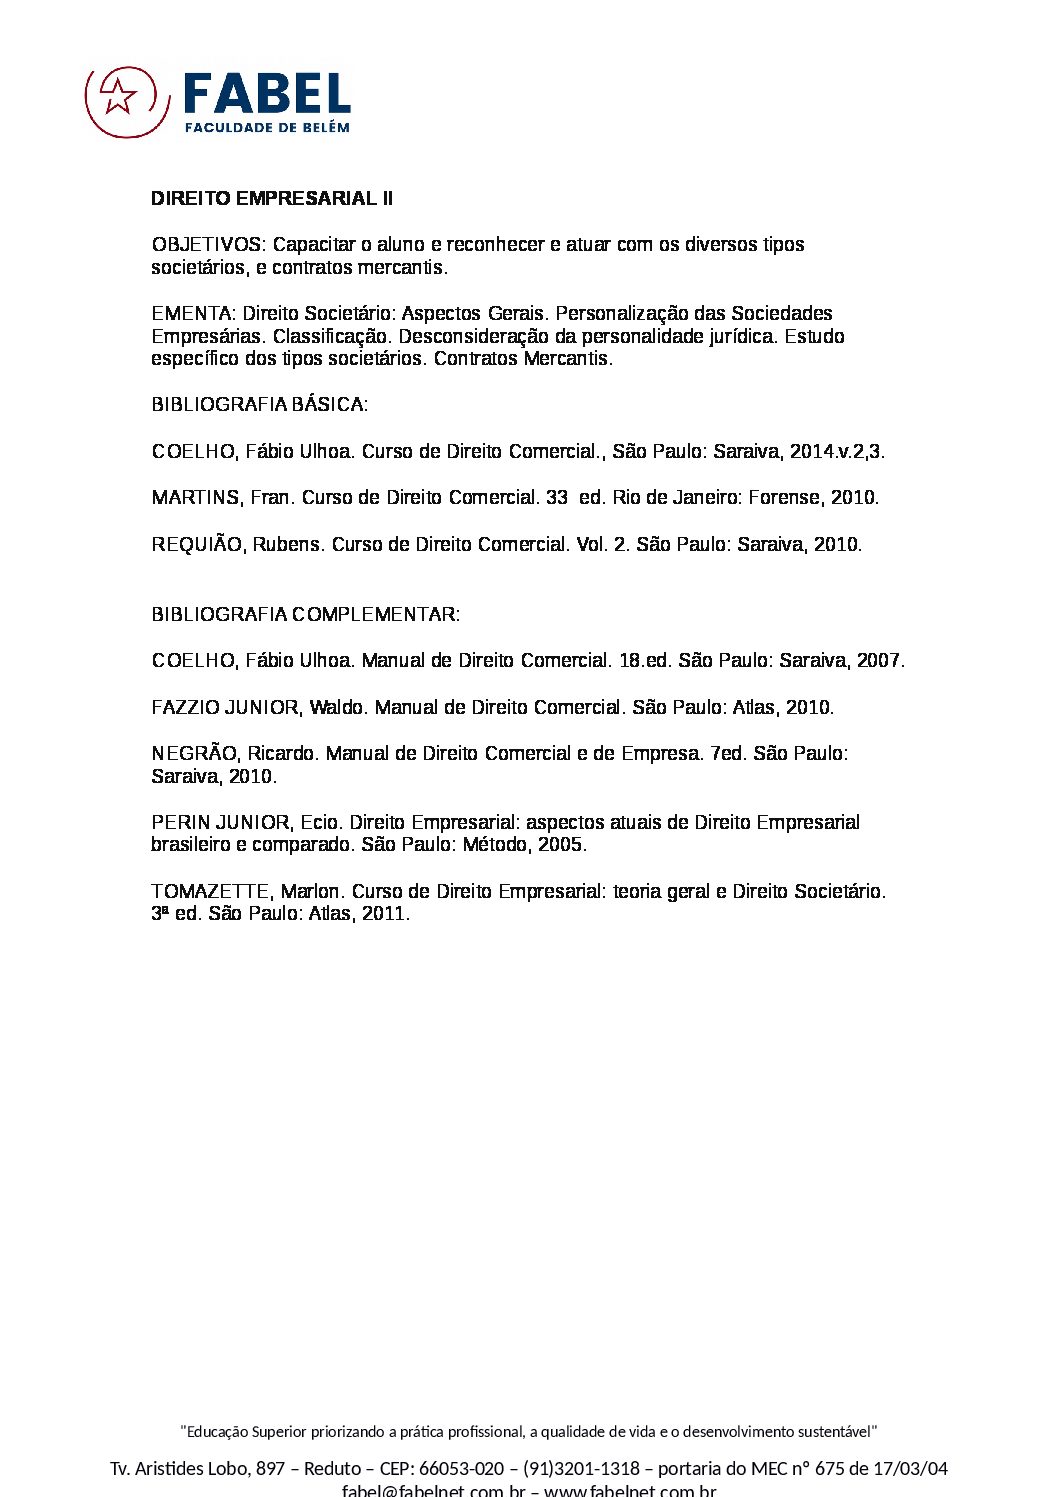 FABEL
FACULDADE DE BELÉM
DIREITO EMPRESARIAL II
OBJETIVOS: Capacitar o aluno e reconhecer e atuar com os diversos tipos
societários, e contratos mercantis.
EMENTA: Direito Societário: Aspectos Gerais. Personalização das Sociedades
Empresárias. Classificação. Desconsideração da personalidade jurídica. Estudo
específico dos tipos societários. Contratos Mercantis.
BIBLIOGRAFIA BÁSICA:
COELHO, Fábio Ulhoa. Curso de Direito Comercial., São Paulo: Saraiva, 2014.v.2,3.
MARTINS, Fran. Curso de Direito Comercial. 33  ed. Rio de Janeiro: Forense, 2010.
REQUIÃO, Rubens. Curso de Direito Comercial. Vol. 2. São Paulo: Saraiva, 2010.
BIBLIOGRAFIA COMPLEMENTAR:
COELHO, Fábio Ulhoa. Manual de Direito Comercial. 18.ed. São Paulo: Saraiva, 2007.
FAZZIO JUNIOR, Waldo. Manual de Direito Comercial. São Paulo: Atlas, 2010.
NEGRÃO, Ricardo. Manual de Direito Comercial e de Empresa. 7ed. São Paulo:
Saraiva, 2010.
PERIN JUNIOR, Ecio. Direito Empresarial: aspectos atuais de Direito Empresarial
brasileiro e comparado. São Paulo: Método, 2005.
TOMAZETTE, Marlon. Curso de Direito Empresarial: teoria geral e Direito Societário.
3ª ed. São Paulo: Atlas, 2011.
"Educação Superior priorizando a prática profissional, a qualidade de vida e o desenvolvimento sustentável"
Tv. Aristides Lobo, 897 – Reduto – CEP: 66053-020 – (91)3201-1318 – portaria do MEC nº 675 de 17/03/04
fabel@fabelnet.com.br – www.fabelnet.com.br